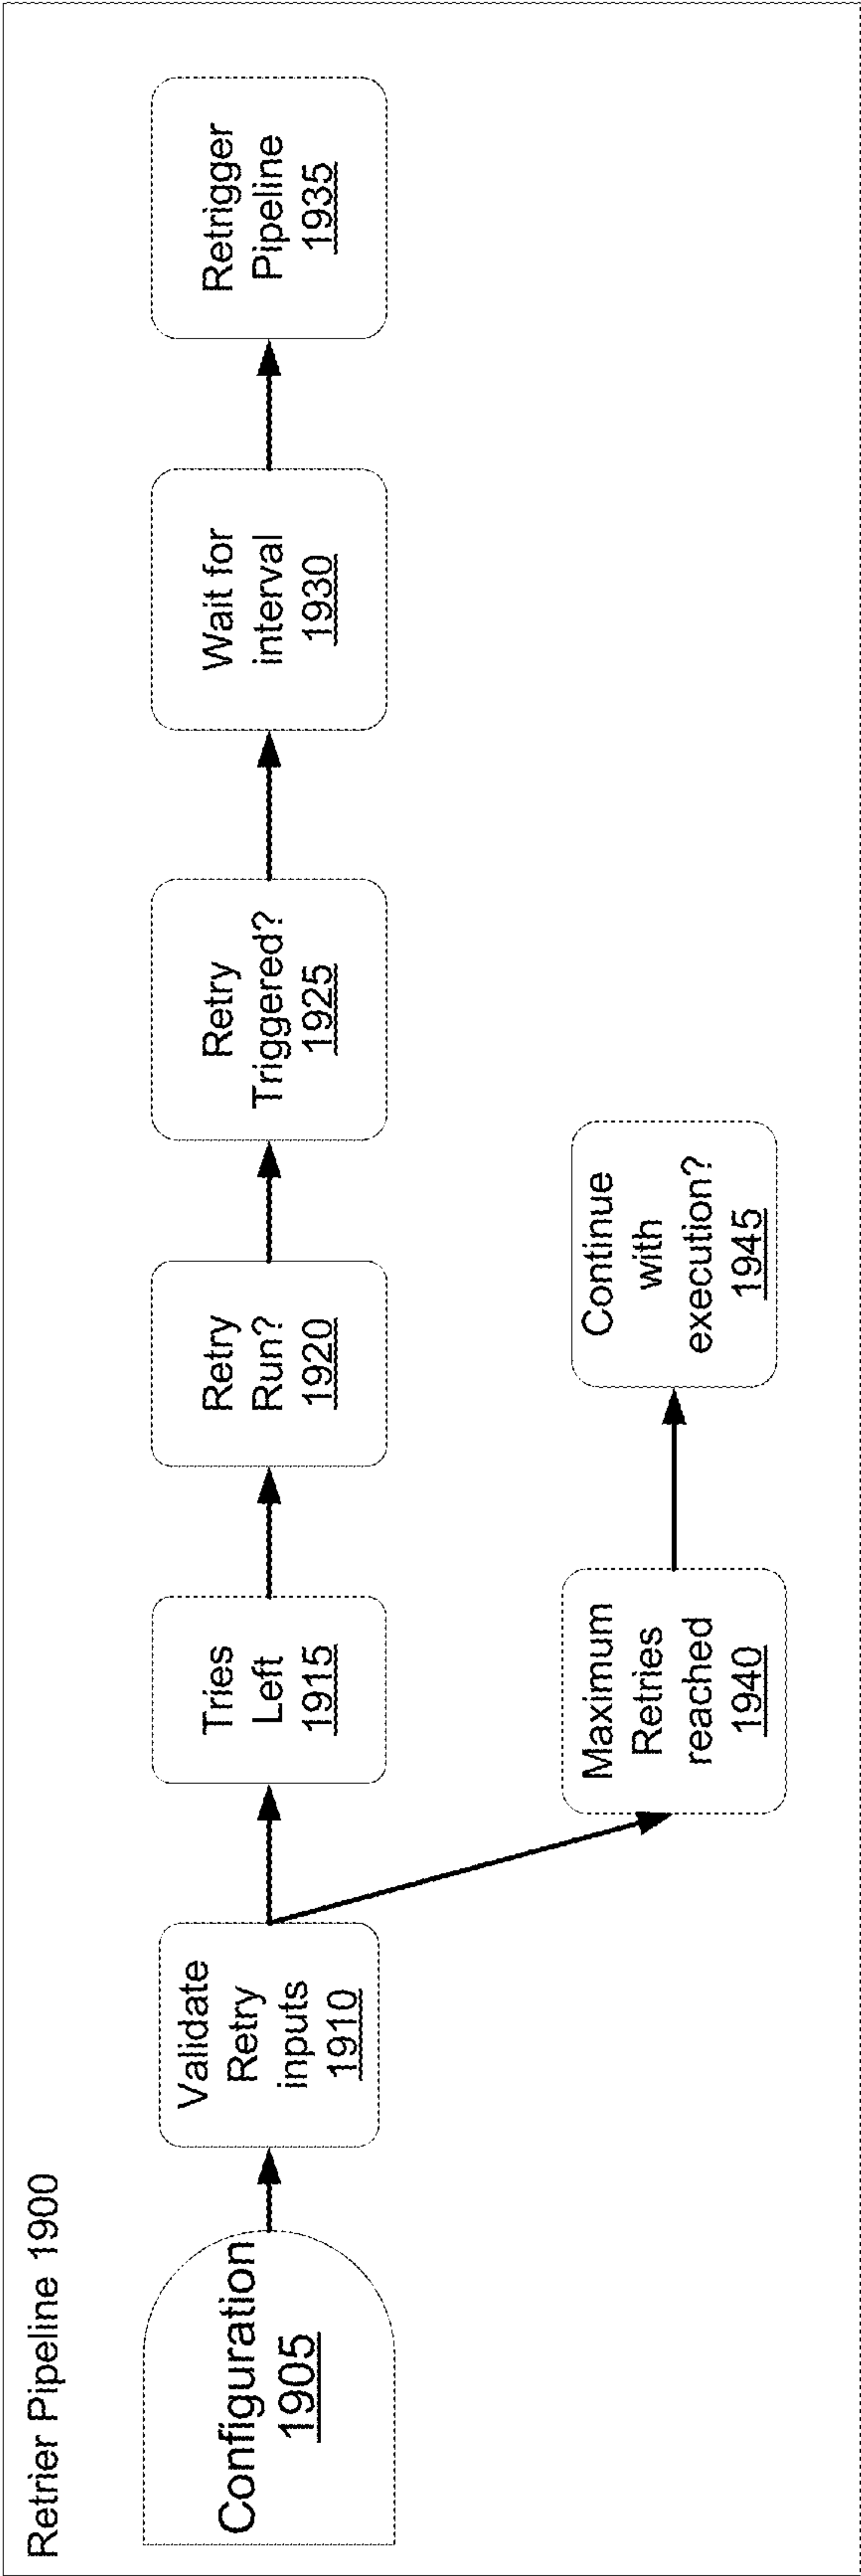 Retrier Pipeline 1900
Configuration
1905
Validate
Retry
inputs
1910
Tries
Left
1915
Retry
Run?
1920
Retry
Triggered?
1925
Wait for
interval
1930
Retrigger
Pipeline
1935
Maximum
Retries
reached
1940
Continue
with
execution?
1945